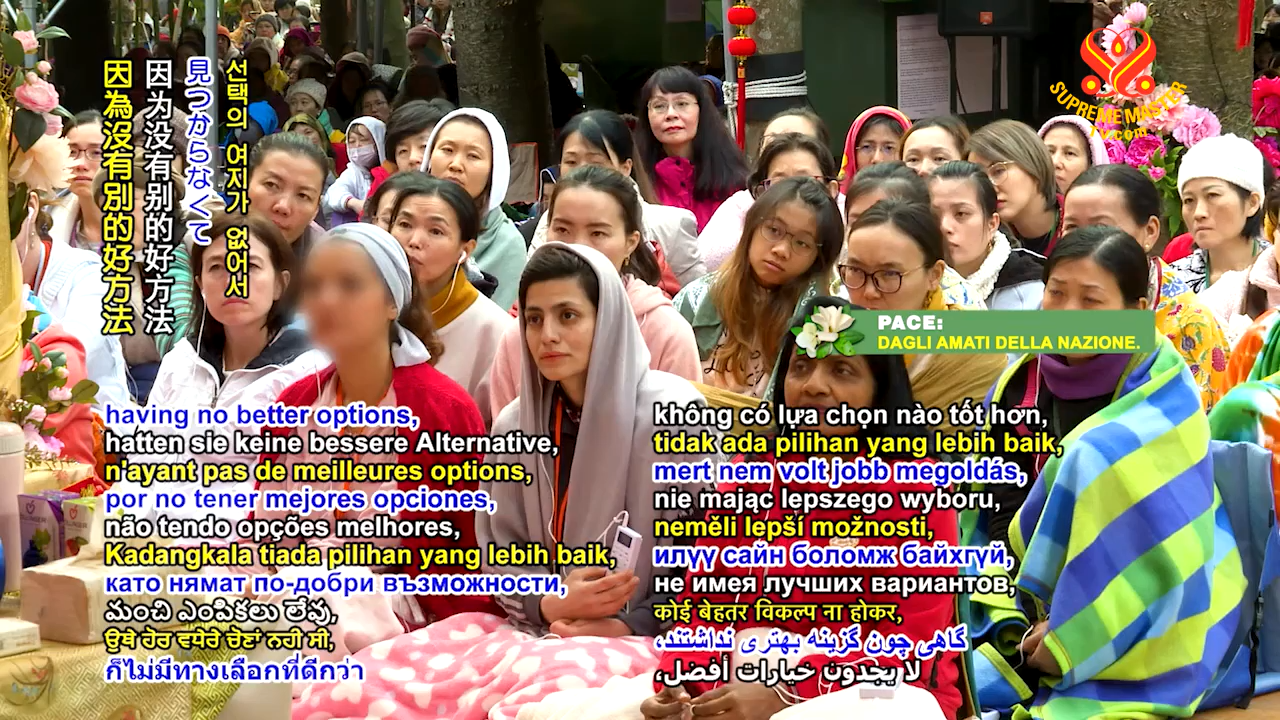 선택의 여지가 없어서
見つからなくて
因为没有别的好方法
因為沒有別的好方法
SUPREME MASTER
TV.com
PACE:
DAGLI AMATI DELLA NAZIONE.
having no better options,
hatten sie keine bessere Alternative,
n'ayant pas de meilleures options,
por no tener mejores opciones,
não tendo opções melhores,
Kadangkala tiada pilihan yang lebih baik,
като нямат по-добри възможности,
మంచి ఎంపికలు లేవు,
ਉਥੇ ਹੋਰ ਵਧੇਰੇ ਚੋਣਾਂ ਨਹੀ ਸੀ,
ก็ไม่มีทางเลือกที่ดีกว่า
không có lựa chọn nào tốt hơn,
tidak ada pilihan yang lebih baik,
mert nem volt jobb megoldás,
nie mając lepszego wyboru,
neměli lepší možnosti,
илүү сайн боломж байхгүй,
не имея лучших вариантов,
कोई बेहतर विकल्प ना होकर,
گاهی چون گزینه بهتری نداشتند،
لا يجدون خيارات أفضل،